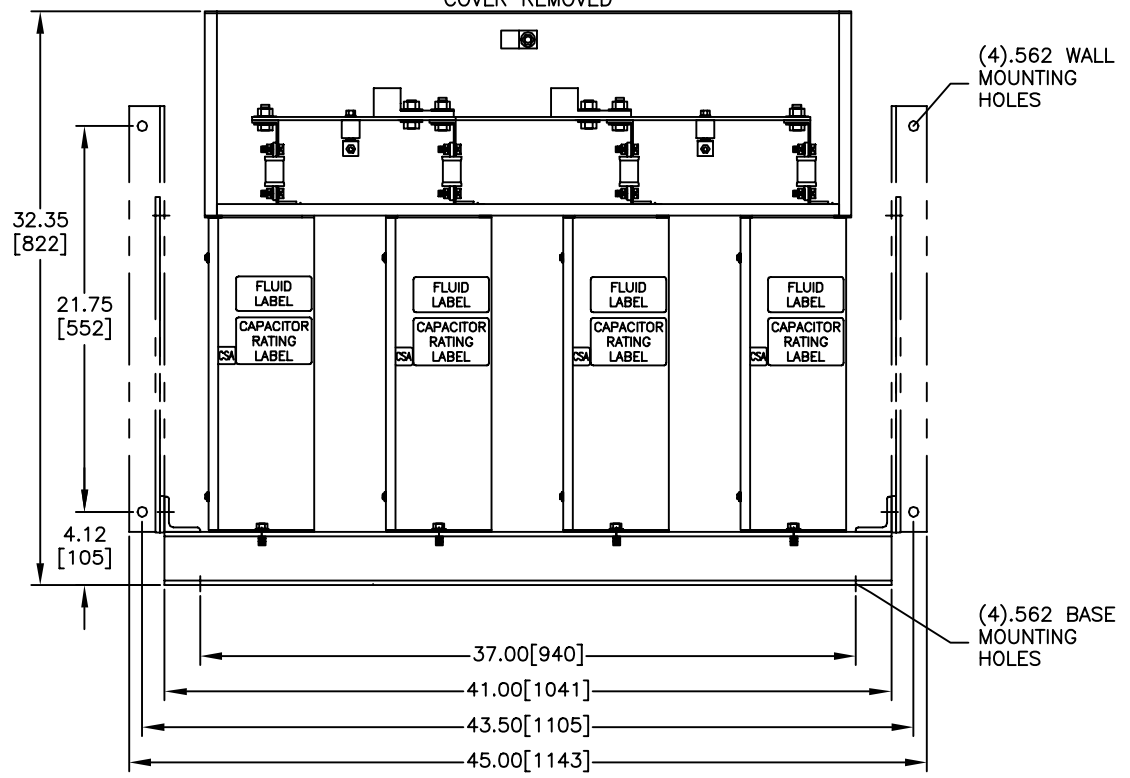 COVER REMOVED
(4).562 WALL
MOUNTING
HOLES
32.35
[822]
21.75
[552]
4.12
[105]
FLUID
LABEL
CAPACITOR
RATING
LABEL
CSA
FLUID
LABEL
CAPACITOR
RATING
LABEL
CSA
FLUID
LABEL
CAPACITOR
RATING
LABEL
CSA
FLUID
LABEL
CAPACITOR
RATING
LABEL
CSA
(4).562 BASE
MOUNTING
HOLES
37.00[940]
41.00[1041]
43.50[1105]
45.00[1143]